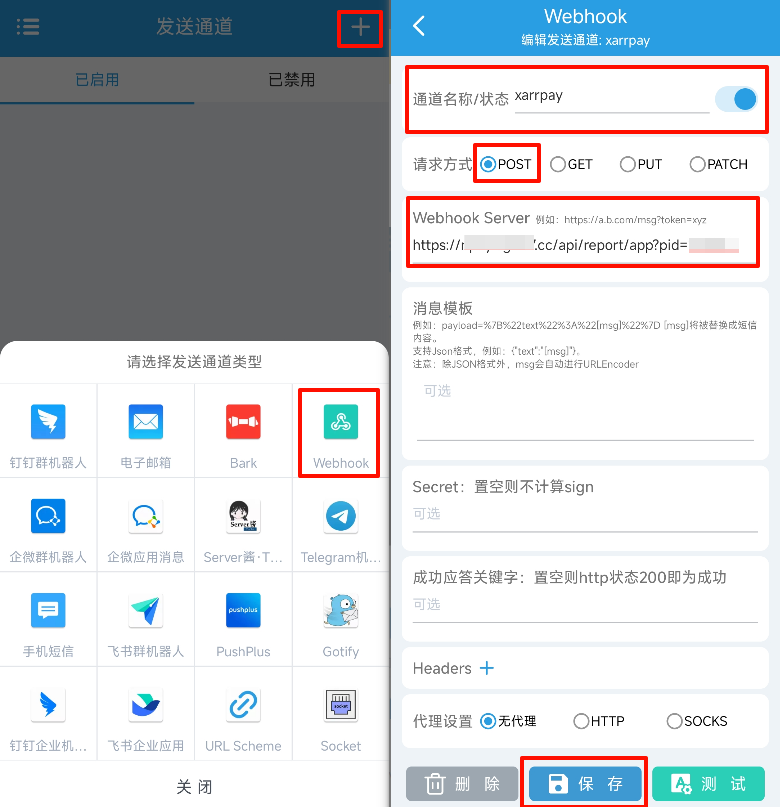 发送通道
已启用
已禁用
请选择发送通道类型
钉钉群机器人
电子邮箱
Bark
Webhook
企微群机器人
企微应用消息
Server酱·T...
Telegram机...
手机短信
飞书群机器人
PushPlus
Gotify
钉钉企业机...
飞书企业应用
URL Scheme
Socket
关 闭
Webhook
编辑发送通道: xarrpay
通道名称/状态 xarrpay
请求方式 POST GET PUT PATCH
Webhook Server 例如：https://a.b.com/msg?token=xyz
.cc/api/report/app?pid=
消息模板
例如：payload=%7B%22text%22%3A%22[msg]%22%7D [msg]将被替换成短信
内容。
支持Json格式，例如：{"text":"[msg]"}。
注意：除JSON格式外，msg会自动进行URLEncoder
可选
Secret：置空则不计算sign
可选
成功应答关键字：置空则http状态200即为成功
可选
Headers
代理设置 无代理 HTTP SOCKS
删 除
保 存
测 试